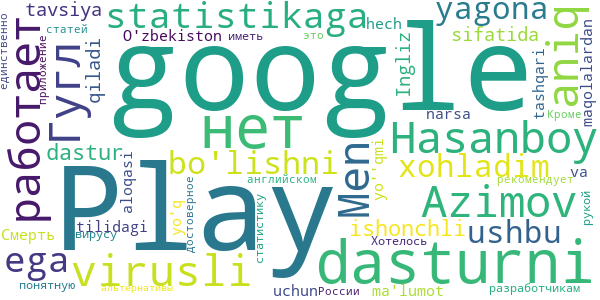 tavsiya
статей
единственно
приложение
работает
Гугл
qiladi
statistikaga
O'zbekiston
иметь
hech
это
yagona
sifatida
Ingliz
narsa
tashqari
aniq
Кроме
maqolalardan
google
нет
Hasanboy
dastur
bo'lishni
Men
yo''qmi
xohladim
va
рекомендует
рукой
Play
aloqasi
tilidagi
yo'q
достоверное
английском
статистику
Azimov
ishonchli
ushbu
Смерть
вирусу
Хотелось
ega
virusli
dasturni
понятную
альтернативы
uchun
России
ma'lumot
разработчикам